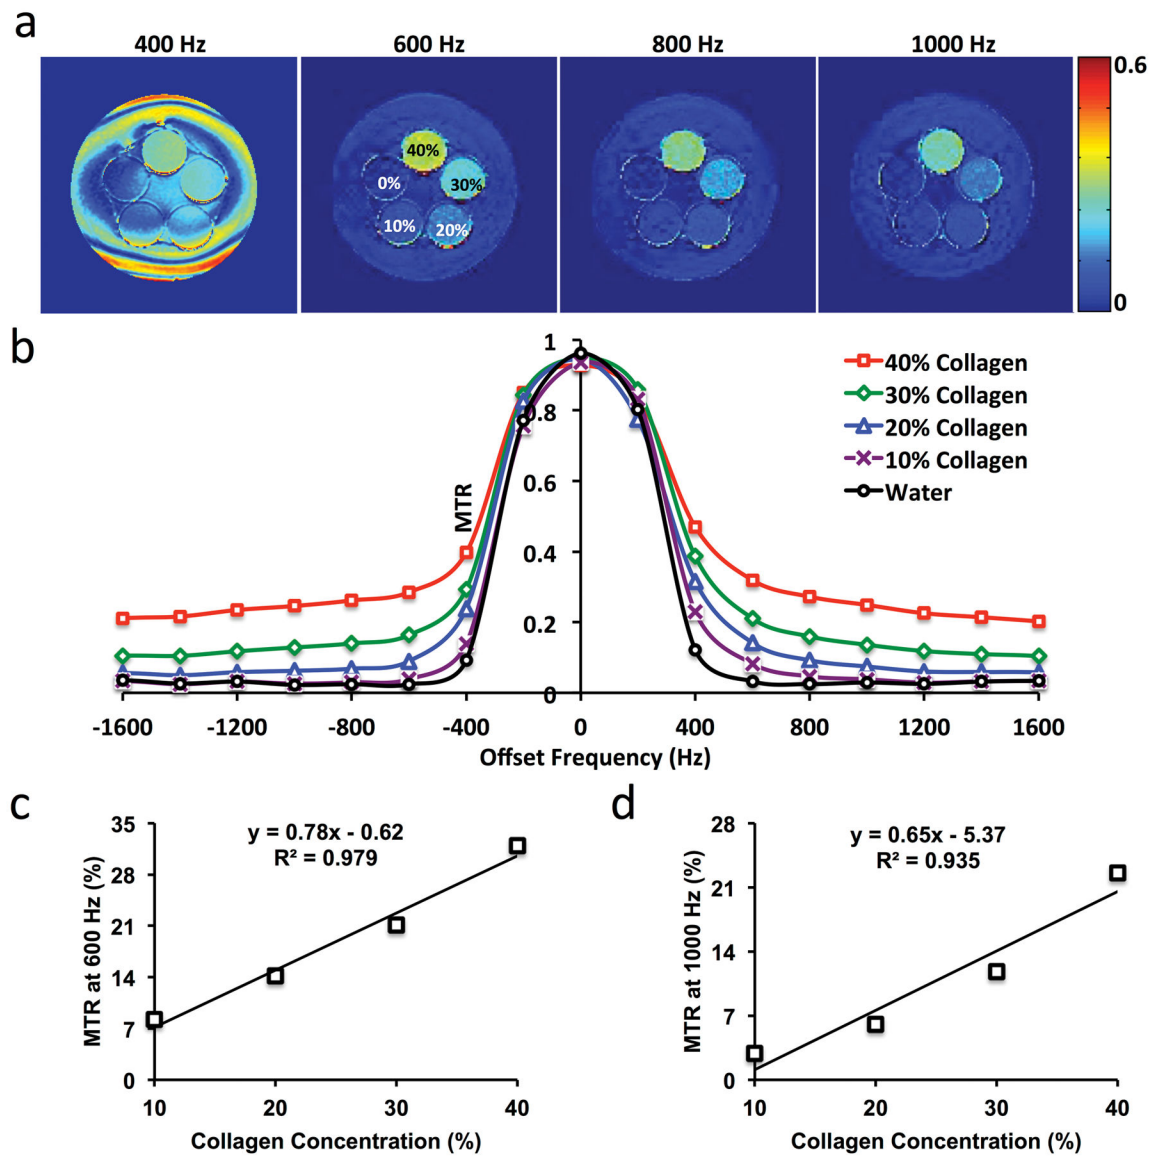 a
400 Hz 600 Hz 800 Hz 1000 Hz
0.6
40%
0% 30%
10% 20%
0
b
1
0.8
0.6
0.4
0.2
0
MTR
40% Collagen
30% Collagen
20% Collagen
10% Collagen
Water
-1600 -1200 -800 -400 0 400 800 1200 1600
Offset Frequency (Hz)
c
y = 0.78x - 0.62
R² = 0.979
35
28
21
14
7
0
MTR at 600 Hz (%)
10 20 30 40
Collagen Concentration (%)
d
y = 0.65x - 5.37
R² = 0.935
28
21
14
7
0
MTR at 1000 Hz (%)
10 20 30 40
Collagen Concentration (%)